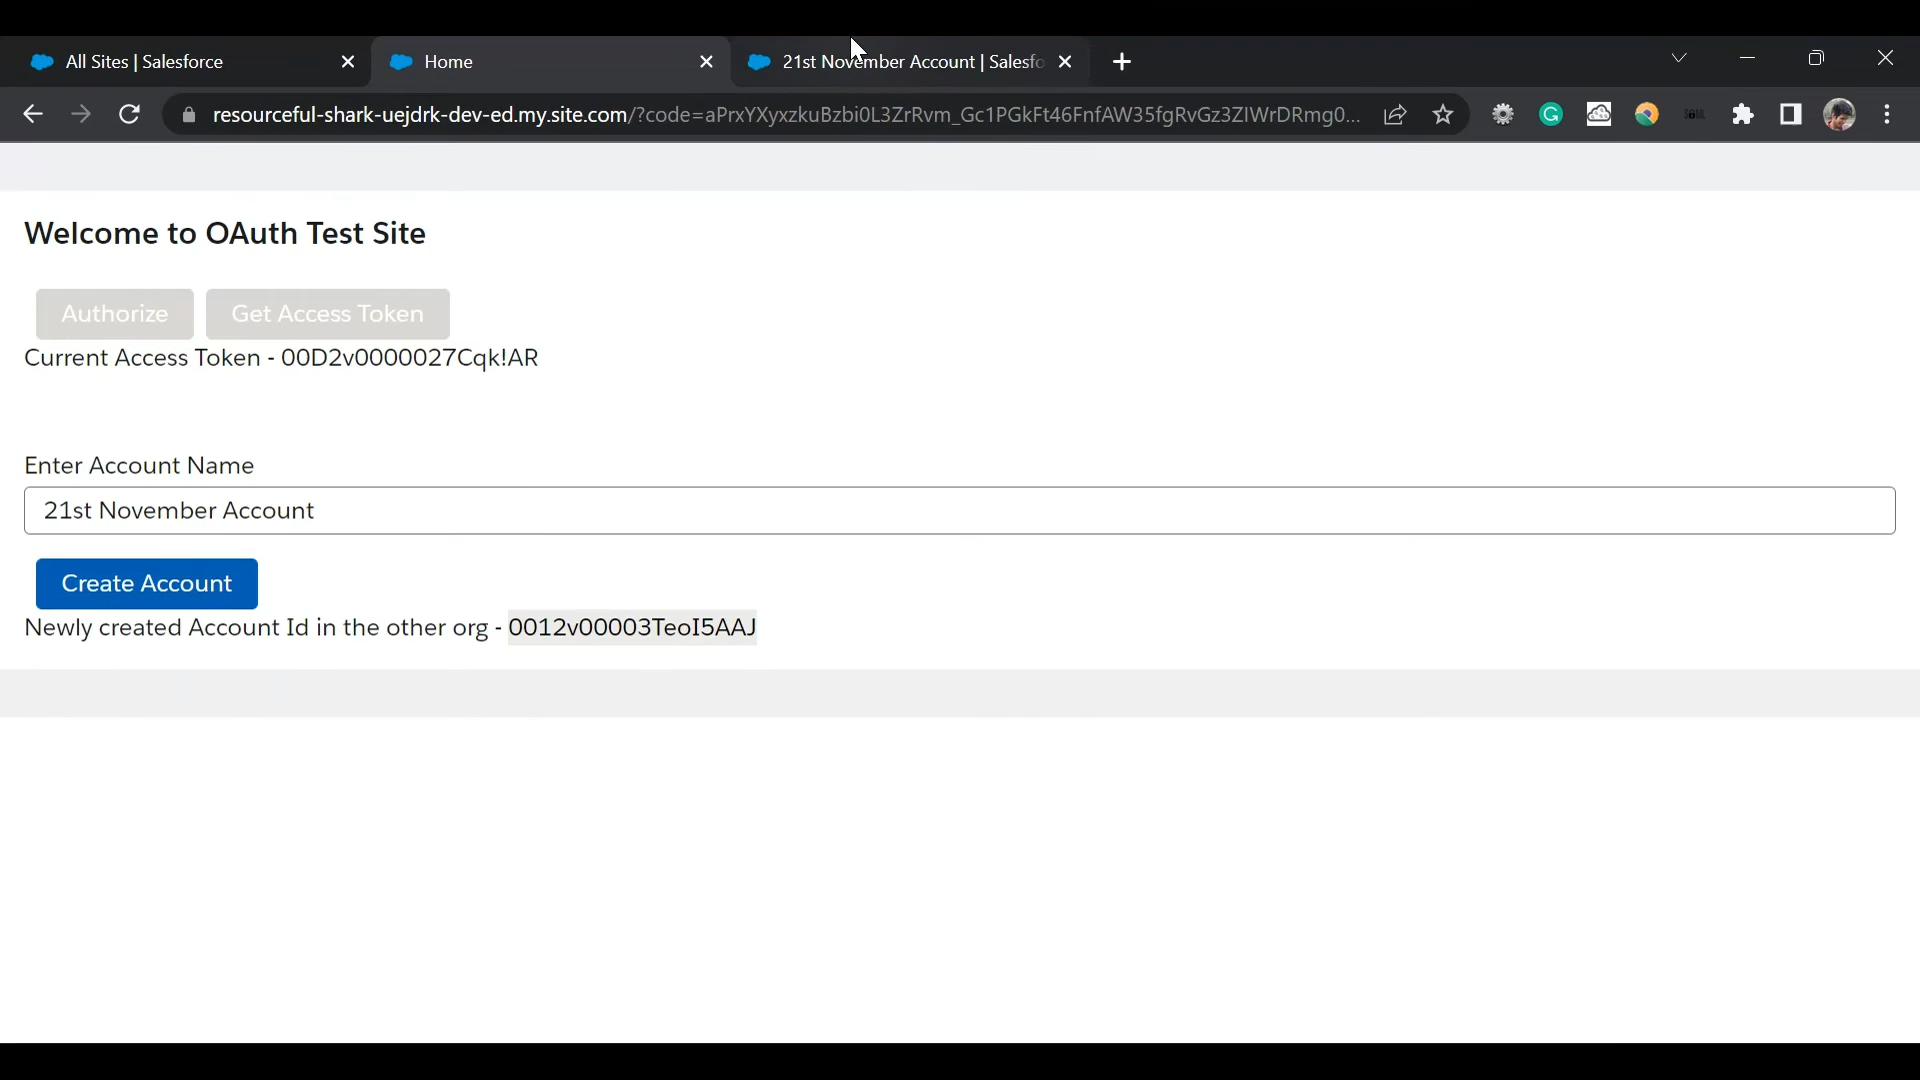 All Sites | Salesforce
Home
21st November Account | Salesfo
resourceful-shark-uejdrk-dev-ed.my.site.com/?code=aPrxYXyxzkuBzbi0L3ZrRvm_Gc1PGkFt46FnfAW35fgRvGz3ZIWrDRmg0...
Welcome to OAuth Test Site
Authorize
Get Access Token
Current Access Token - 00D2v0000027Cqk!AR
Enter Account Name
21st November Account
Create Account
Newly created Account Id in the other org - 0012v00003TeoI5AAJ